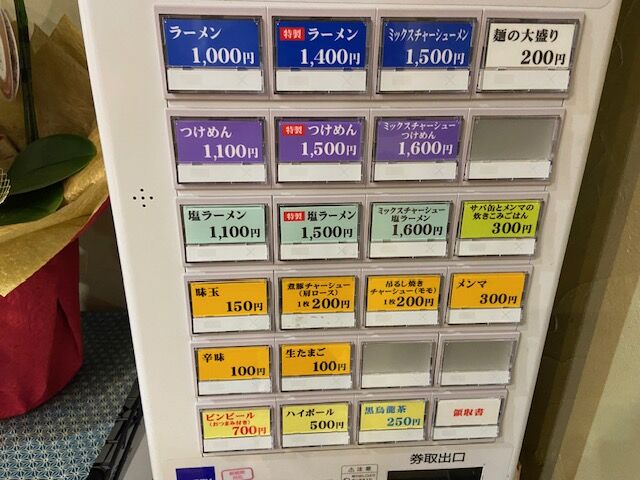 ラーメン
1,000円
特製 ラーメン
1,400円
ミックスチャーシューメン
1,500円
麺の大盛り
200円
つけめん
1,100円
特製 つけめん
1,500円
ミックスチャーシュー
つけめん
1,600円
塩ラーメン
1,100円
特製 塩ラーメン
1,500円
ミックスチャーシュー
塩ラーメン
1,600円
サバ缶とメンマの
炊きこみごはん
300円
味玉
150円
煮豚チャーシュー
(肩ロース)
1枚200円
吊るし焼き
チャーシュー(モモ)
1枚200円
メンマ
300円
辛味
100円
生たまご
100円
ビンビール
(おつまみ付き)
700円
ハイボール
500円
黒烏龍茶
250円
領収書
券取出口
注意